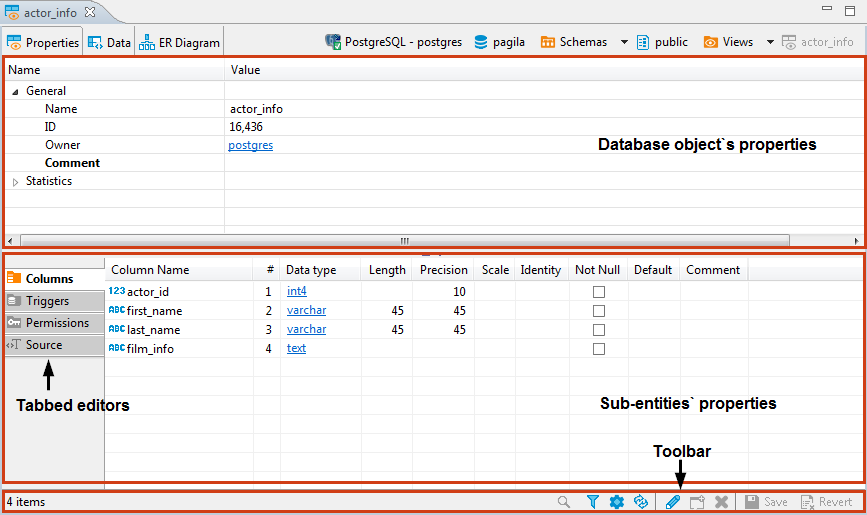 actor_info
Properties Data ER Diagram PostgreSQL - postgres pagila Schemas public Views actor_info
Name Value
General
Name actor_info
ID 16,436
Owner postgres
Database object`s properties
Comment
Statistics
Columns
Triggers
Permissions
Source
Tabbed editors
Column Name # Data type Length Precision Scale Identity Not Null Default Comment
123 actor_id 1 int4 10
ABC first_name 2 varchar 45 45
ABC last_name 3 varchar 45 45
ABC film_info 4 text
Sub-entities` properties
Toolbar
4 items Save Revert